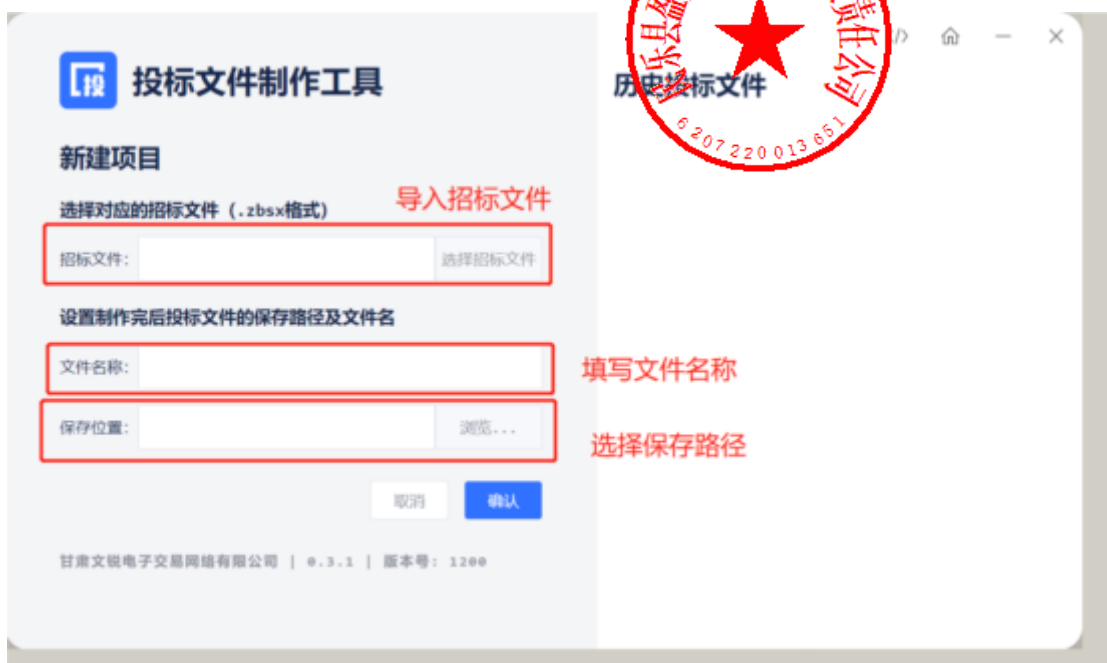 投标文件制作工具
新建项目
选择对应的招标文件（.zbsx格式）
导入招标文件
招标文件：
选择招标文件
设置制作完后投标文件的保存路径及文件名
文件名称：
填写文件名称
保存位置：
浏览...
选择保存路径
取消
确认
甘肃文锐电子交易网络有限公司 | 0.3.1 | 版本号: 1200
历史投标文件
责任公司
6207220013651